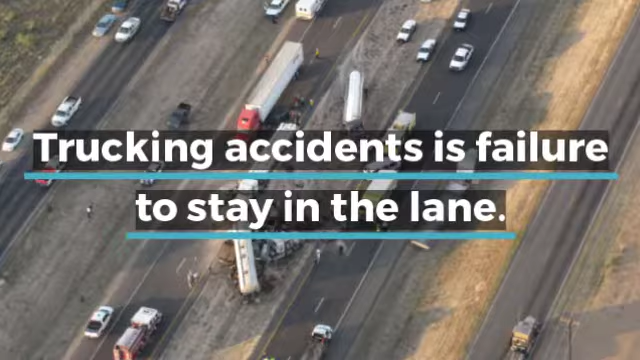 Trucking accidents is failure
to stay in the lane.